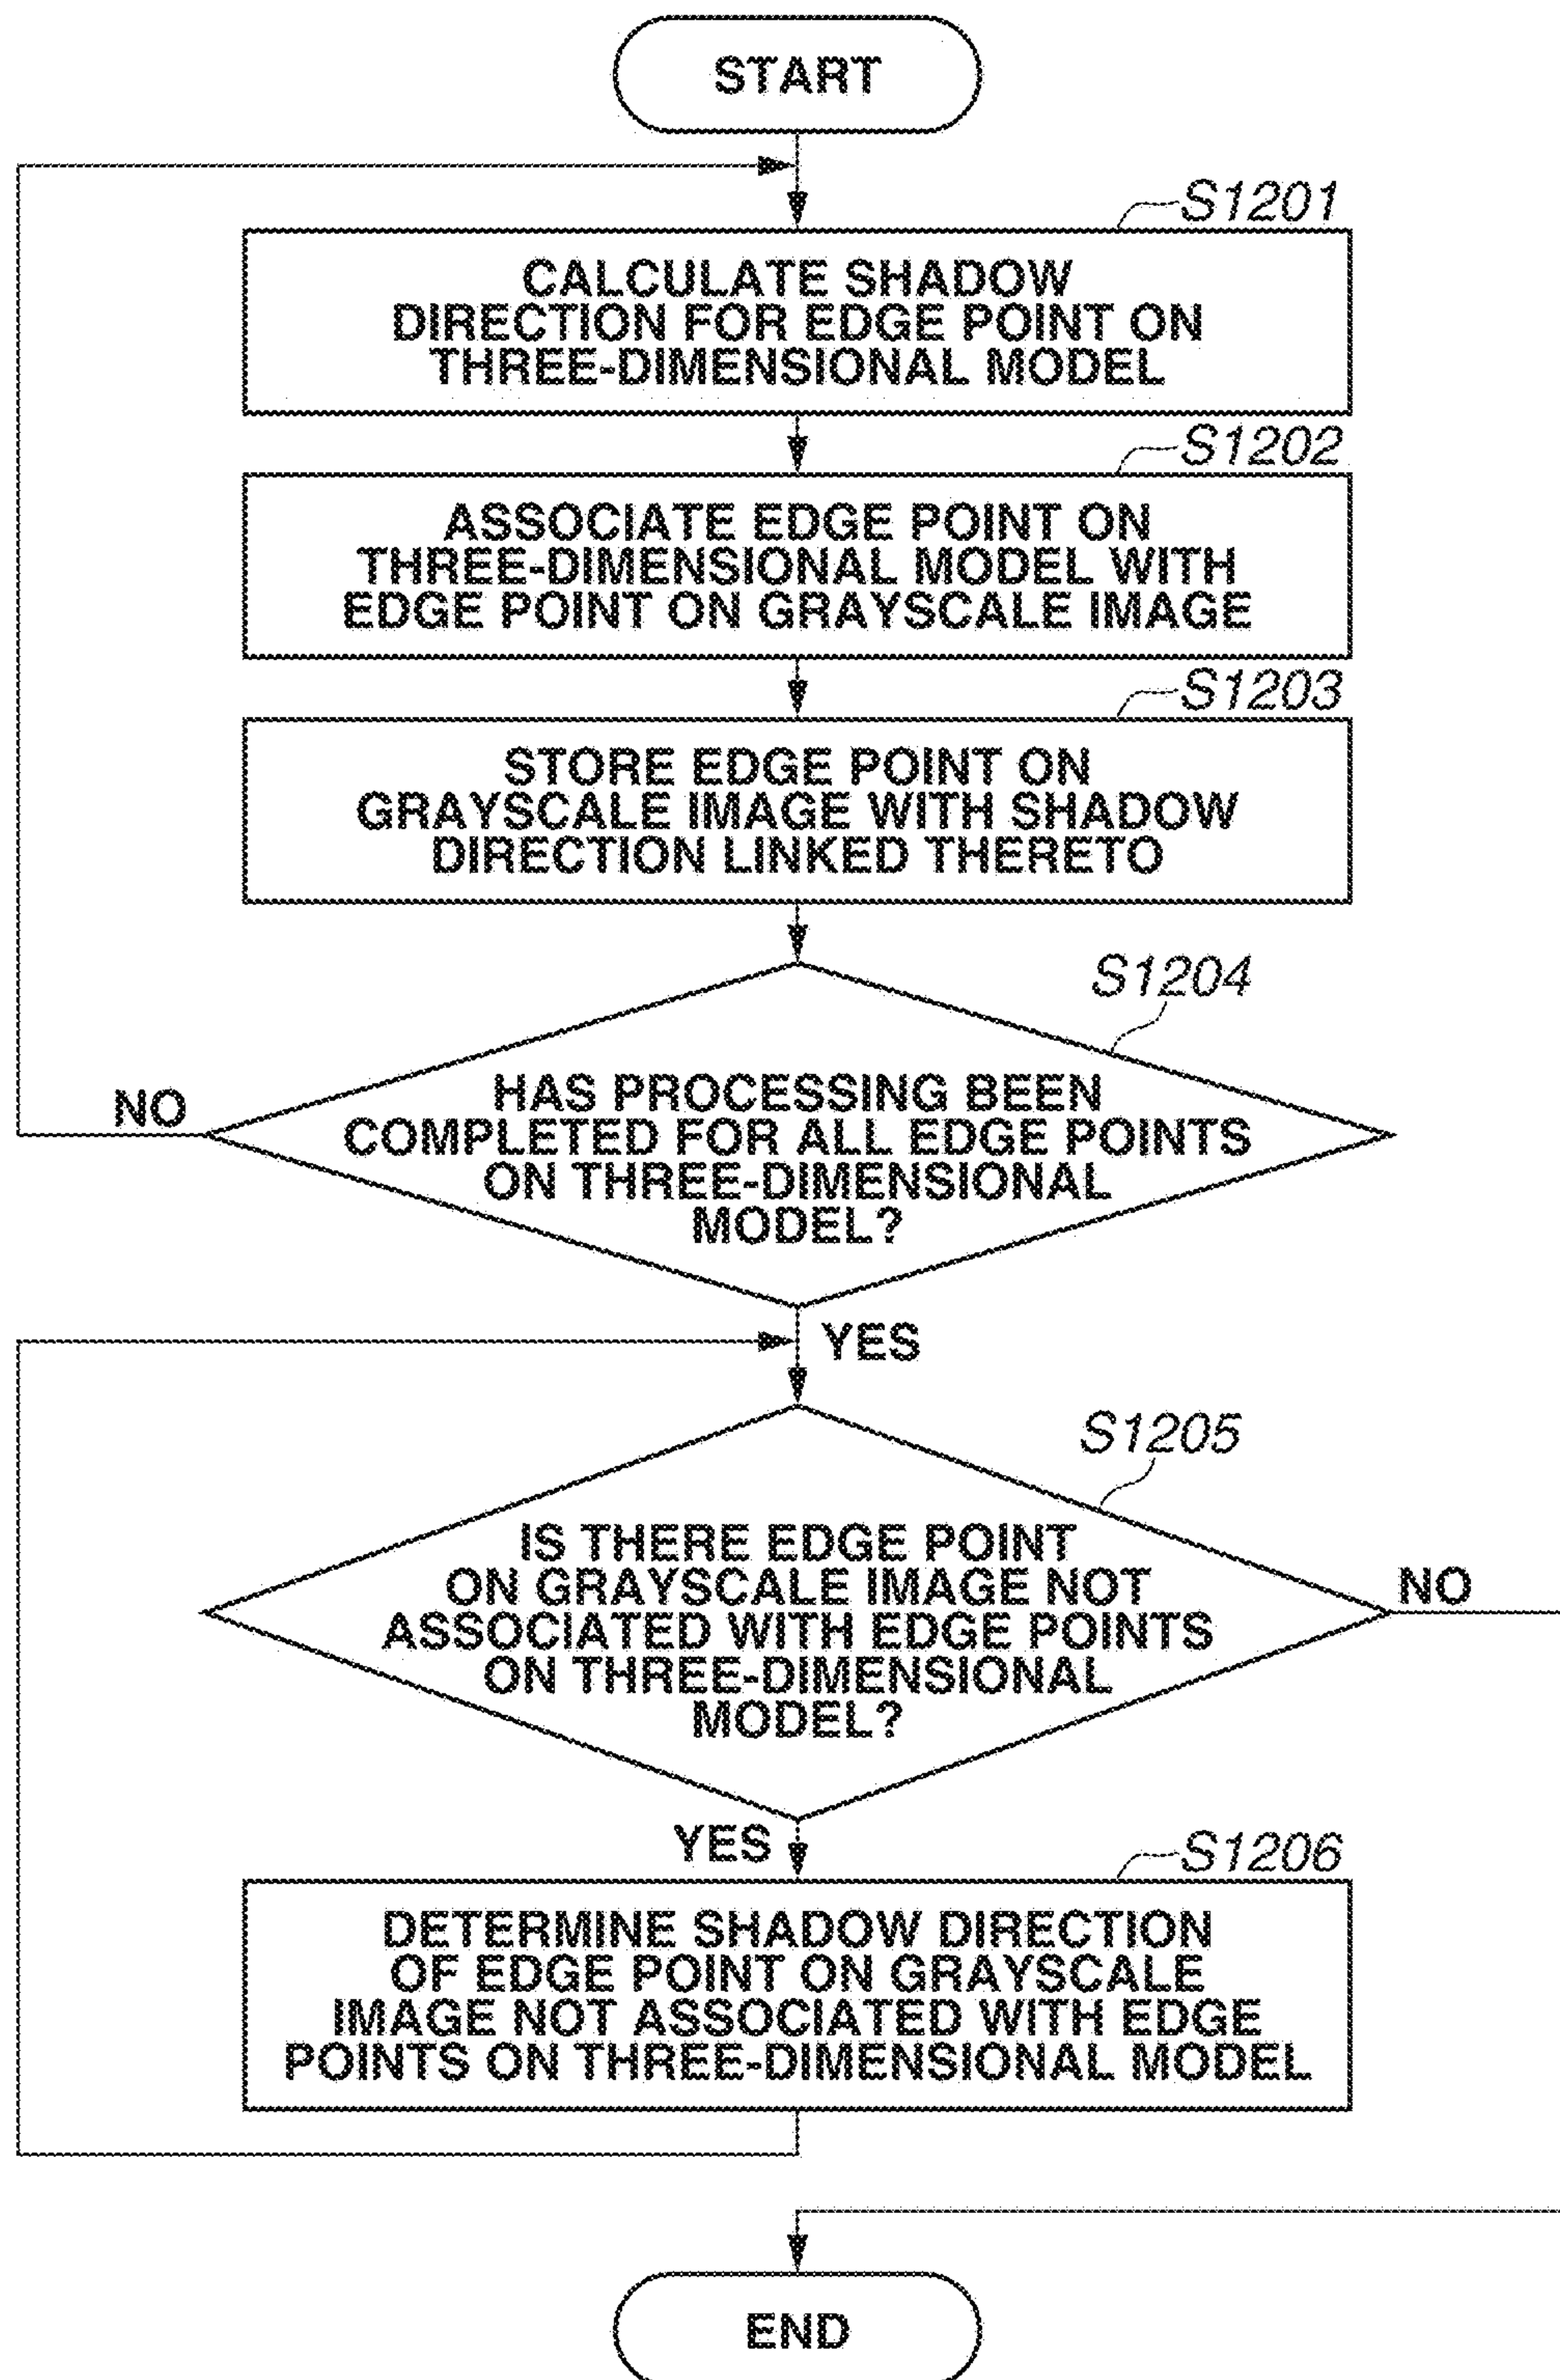 START
S1201
CALCULATE SHADOW
DIRECTION FOR EDGE POINT ON
THREE-DIMENSIONAL MODEL
S1202
ASSOCIATE EDGE POINT ON
THREE-DIMENSIONAL MODEL WITH
EDGE POINT ON GRAYSCALE IMAGE
S1203
STORE EDGE POINT ON
GRAYSCALE IMAGE WITH SHADOW
DIRECTION LINKED THERETO
S1204
HAS PROCESSING BEEN
COMPLETED FOR ALL EDGE POINTS
ON THREE-DIMENSIONAL
MODEL?
NO
YES
S1205
IS THERE EDGE POINT
ON GRAYSCALE IMAGE NOT
ASSOCIATED WITH EDGE POINTS
ON THREE-DIMENSIONAL
MODEL?
NO
YES
S1206
DETERMINE SHADOW DIRECTION
OF EDGE POINT ON GRAYSCALE
IMAGE NOT ASSOCIATED WITH EDGE
POINTS ON THREE-DIMENSIONAL MODEL
END